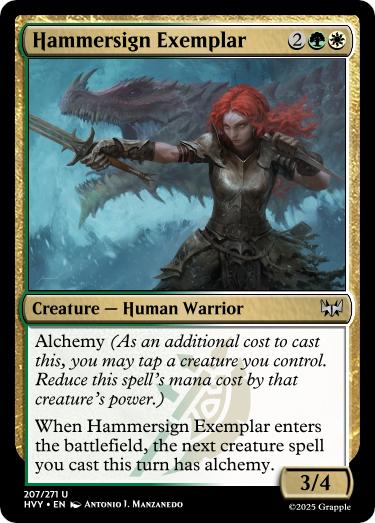 Hammersign Exemplar 2
Creature — Human Warrior
Alchemy (As an additional cost to cast
this, you may tap a creature you control.
Reduce this spell's mana cost by that
creature's power.)
When Hammersign Exemplar enters
the battlefield, the next creature spell
you cast this turn has alchemy.
3/4
207/271 U
HVY • EN Antonio J. Manzanedo
©2025 Grapple